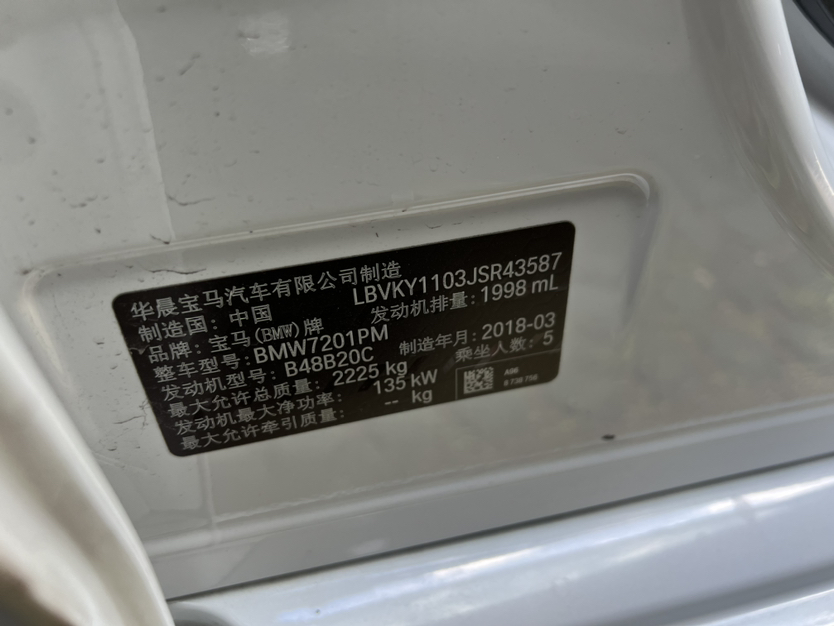 华晨宝马汽车有限公司制造
LBVKY1103JSR43587
制造国：中国
发动机排量：1998 mL
品牌：宝马(BMW)牌
整车型号：BMW7201PM
制造年月：2018-03
发动机型号：B48B20C
乘坐人数：5
最大允许总质量：2225 kg
发动机最大净功率：135 kW
最大允许牵引质量：-- kg
A96
8 738 756